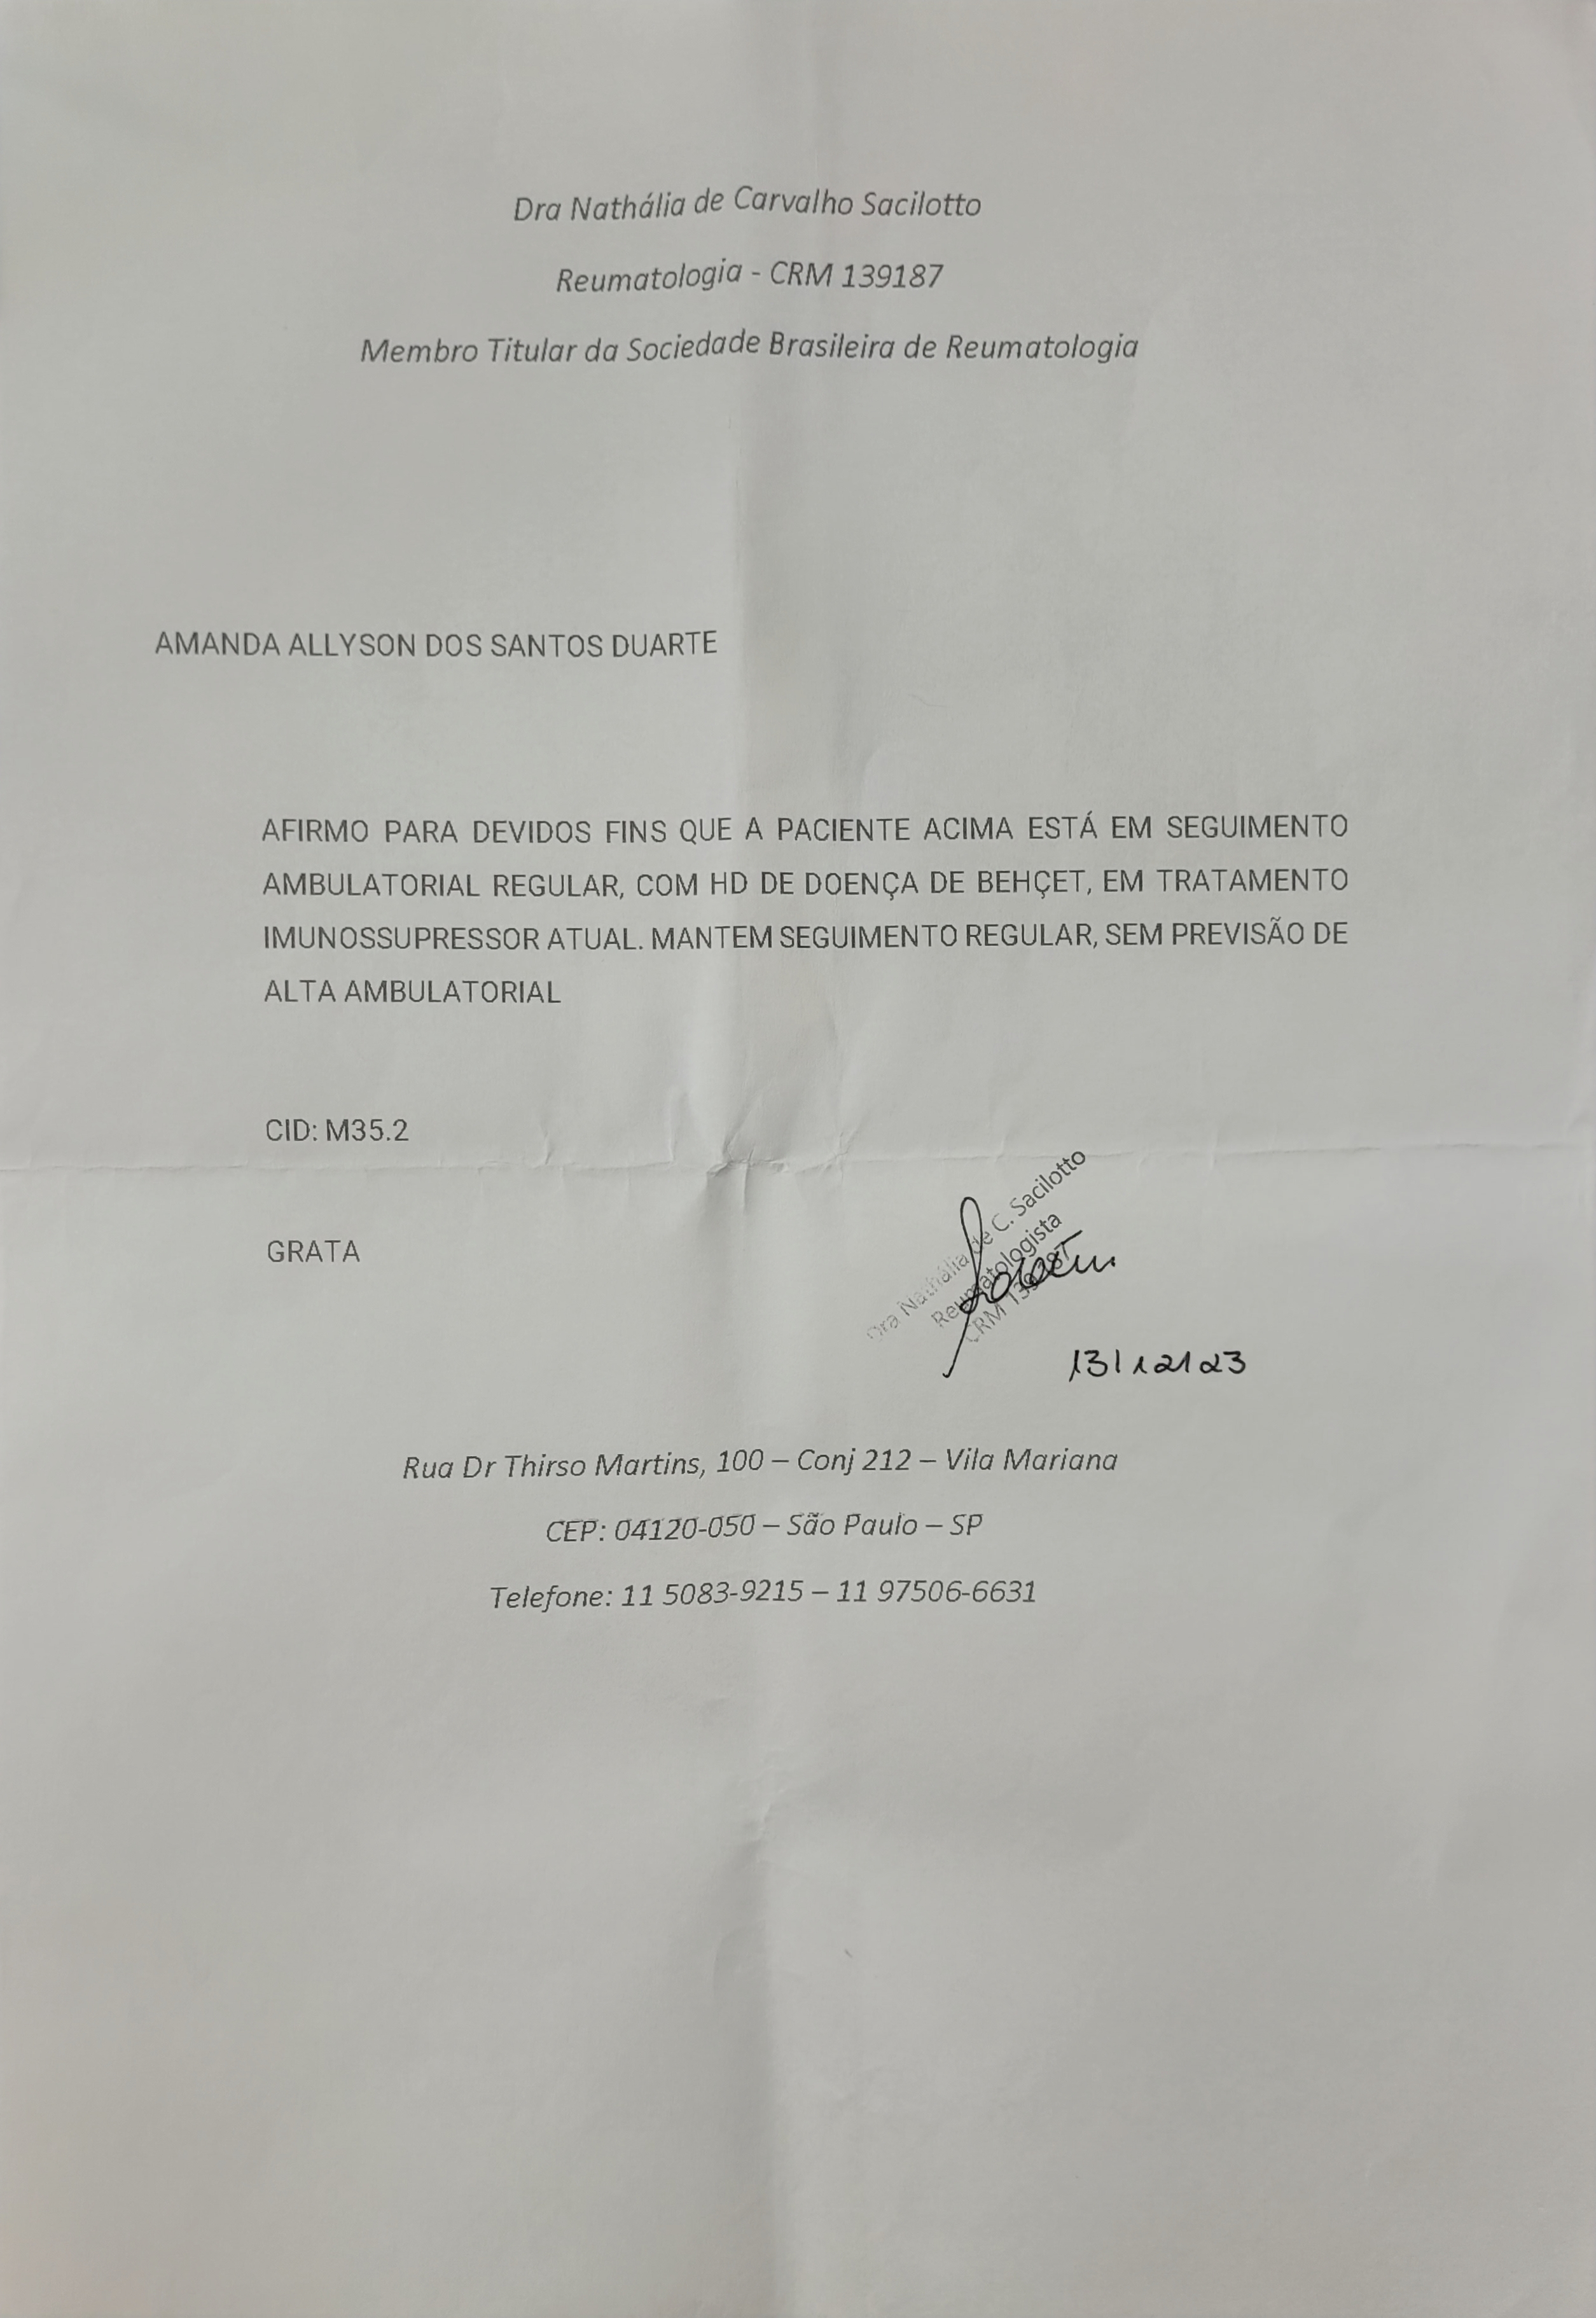 Dra Nathália de Carvalho Sacilotto
Reumatologia - CRM 139187
Membro Titular da Sociedade Brasileira de Reumatologia
AMANDA ALLYSON DOS SANTOS DUARTE
AFIRMO PARA DEVIDOS FINS QUE A PACIENTE ACIMA ESTÁ EM SEGUIMENTO
AMBULATORIAL REGULAR, COM HD DE DOENÇA DE BEHÇET, EM TRATAMENTO
IMUNOSSUPRESSOR ATUAL. MANTEM SEGUIMENTO REGULAR, SEM PREVISÃO DE
ALTA AMBULATORIAL
CID: M35.2
GRATA
Dra Nathália de C. Sacilotto
Reumatologista
CRM 139187
13/12/23
Rua Dr Thirso Martins, 100 – Conj 212 – Vila Mariana
CEP: 04120-050 – São Paulo – SP
Telefone: 11 5083-9215 – 11 97506-6631